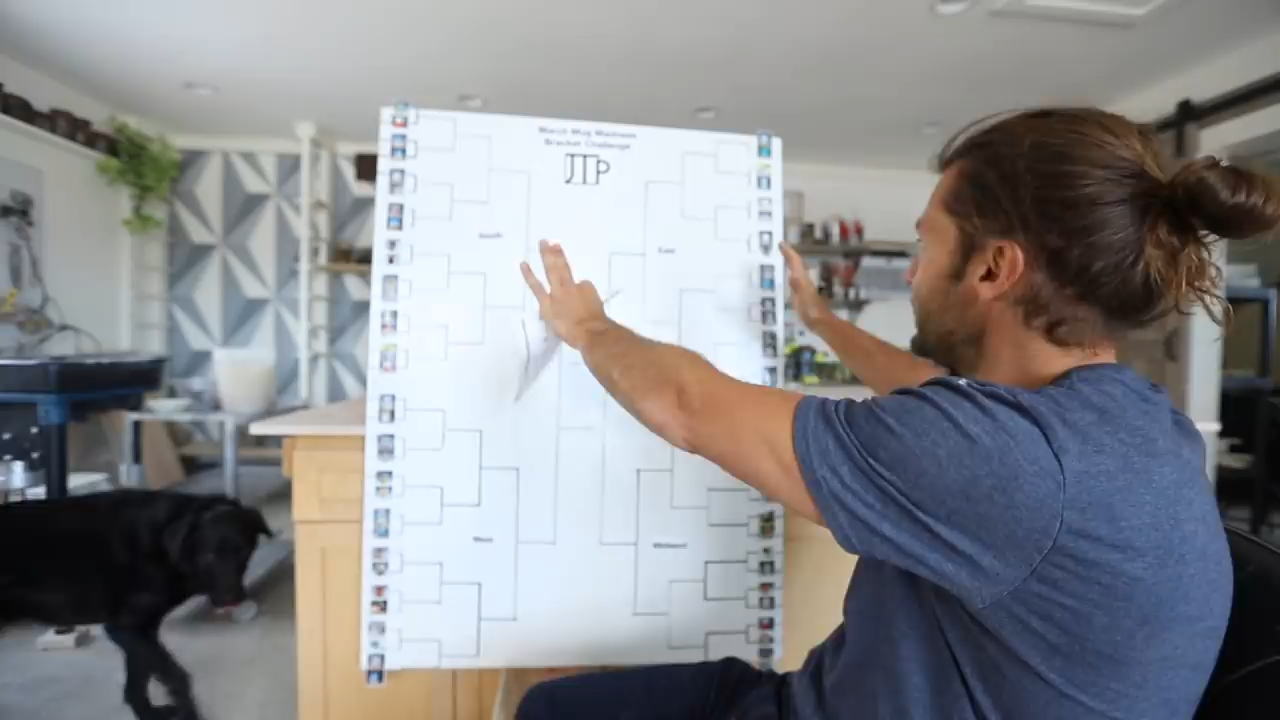 March Mug Madness
Bracket Challenge
JTP
South
East
West
Midwest